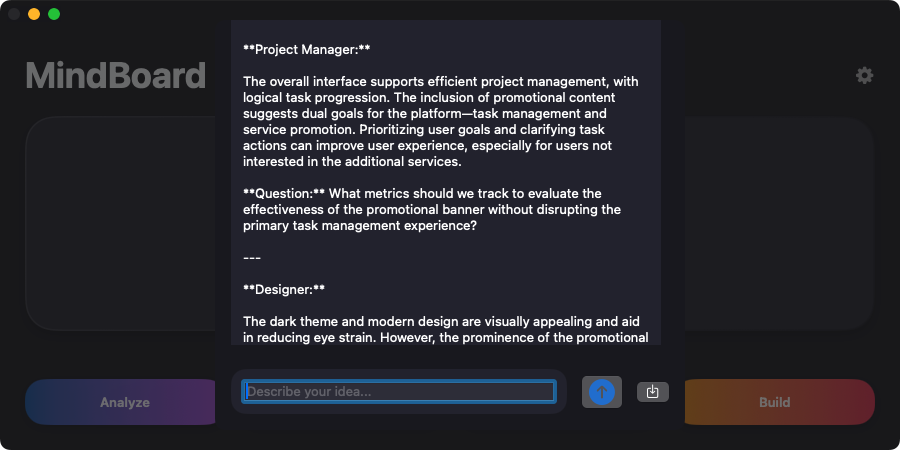 MindBoard
**Project Manager:**
The overall interface supports efficient project management, with
logical task progression. The inclusion of promotional content
suggests dual goals for the platform—task management and
service promotion. Prioritizing user goals and clarifying task
actions can improve user experience, especially for users not
interested in the additional services.
**Question:** What metrics should we track to evaluate the
effectiveness of the promotional banner without disrupting the
primary task management experience?
---
**Designer:**
The dark theme and modern design are visually appealing and aid
in reducing eye strain. However, the prominence of the promotional
Describe your idea...
Analyze
Build